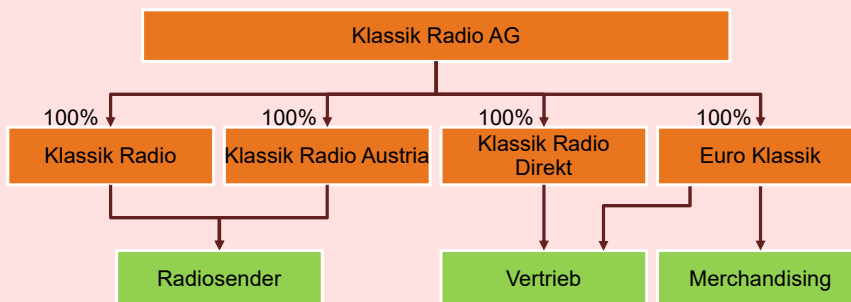 Klassik Radio AG
100%
100%
100%
100%
Klassik Radio
Klassik Radio Austria
Klassik Radio
Direkt
Euro Klassik
Radiosender
Vertrieb
Merchandising